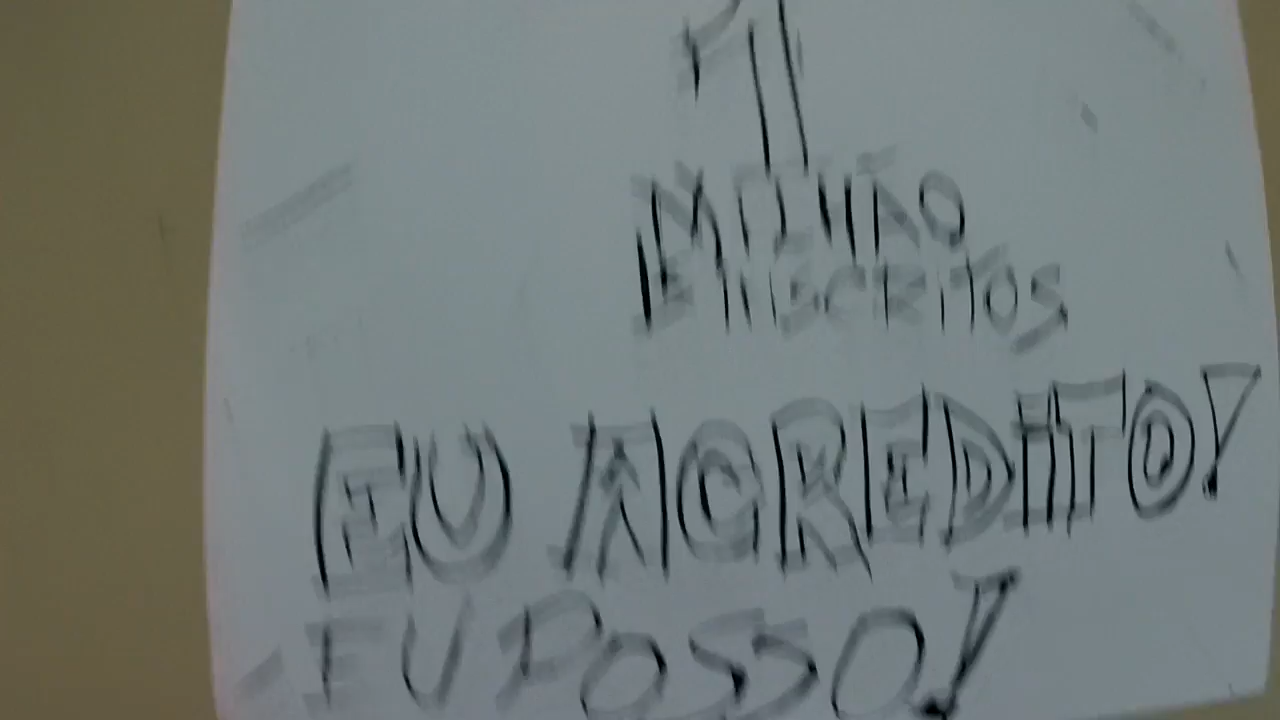 1
MILHÃO
INSCRITOS
EU ACREDITO!
EU POSSO!